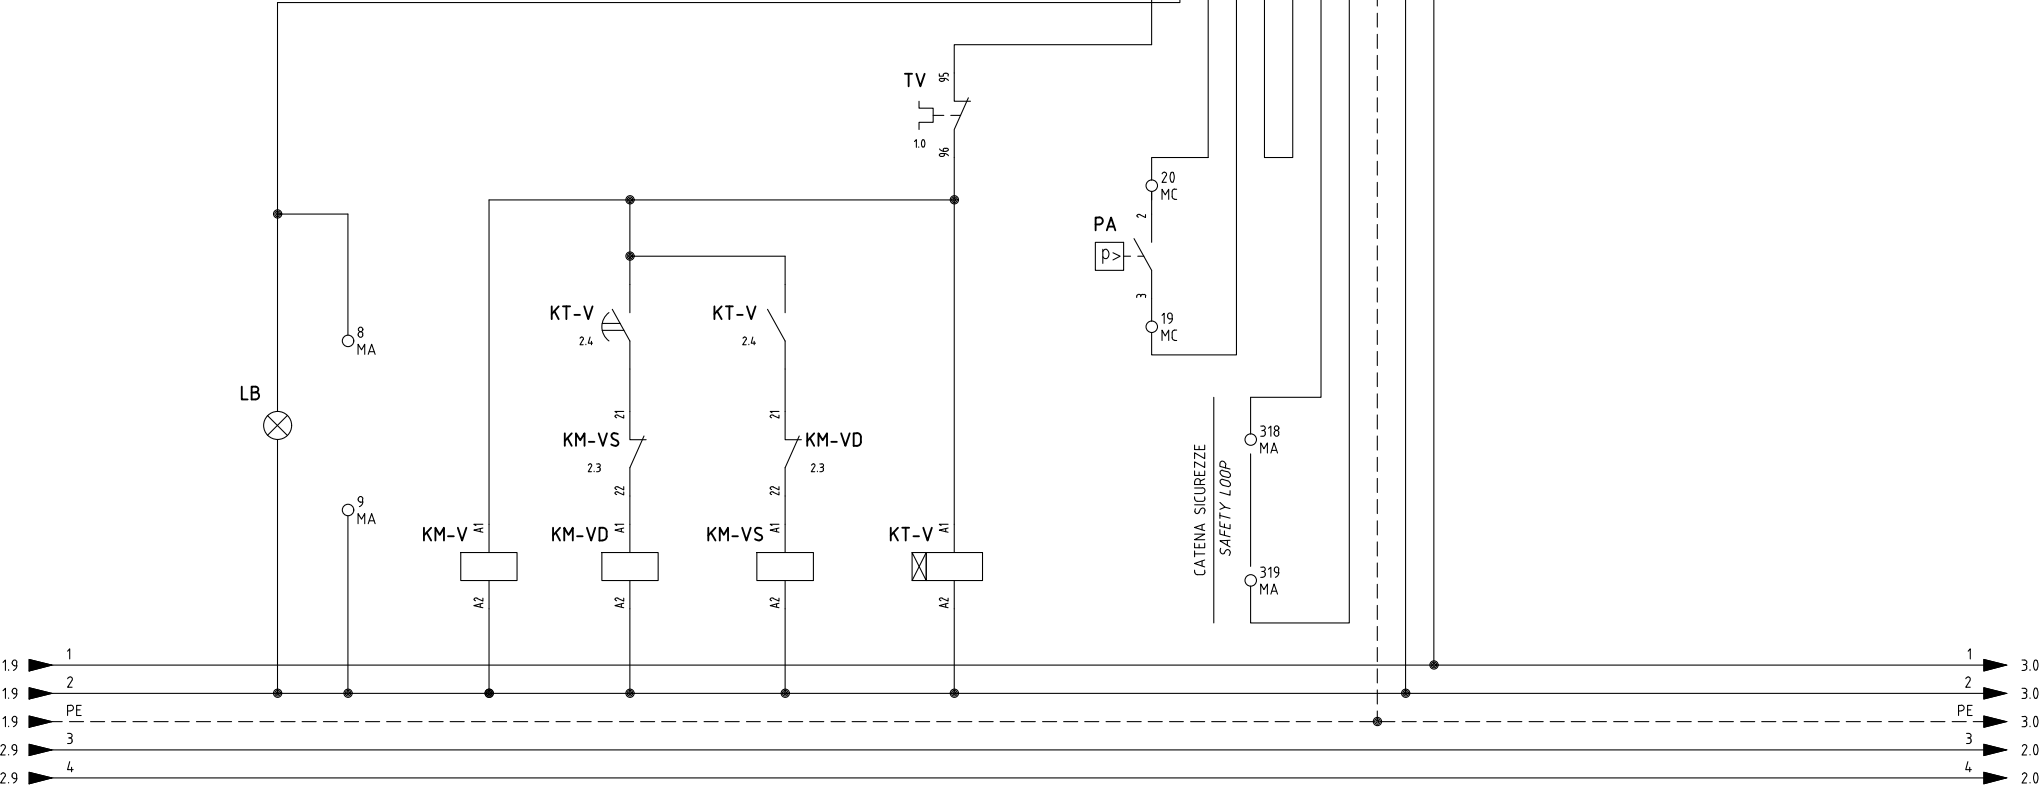 TV
95
1.0
96
20
MC
2
PA
p>
3
19
MC
KT-V
2.4
KT-V
2.4
8
MA
LB
21
KM-VS
2.3
22
21
KM-VD
2.3
22
9
MA
KM-V
A1
A2
KM-VD
A1
A2
KM-VS
A1
A2
KT-V
A1
A2
CATENA SICUREZZE
SAFETY LOOP
318
MA
319
MA
1.9
1
1
3.0
1.9
2
2
3.0
1.9
PE
PE
3.0
2.9
3
3
2.0
2.9
4
4
2.0